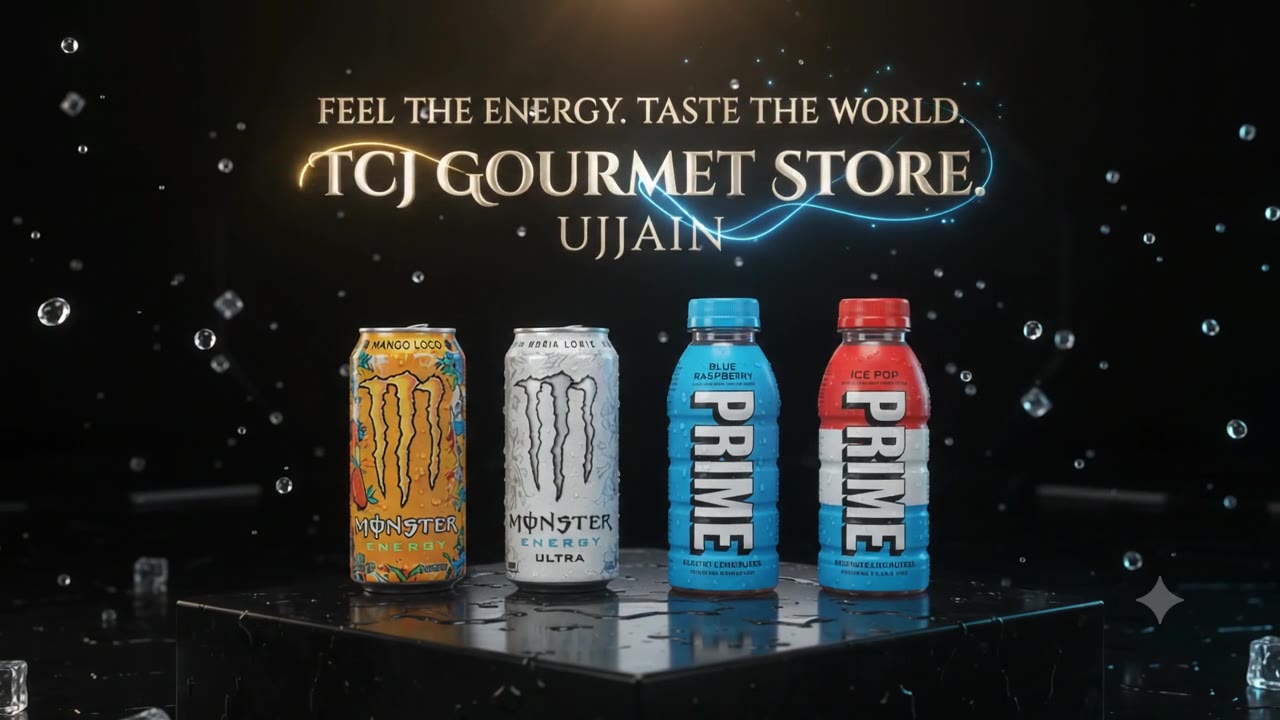 FEEL THE ENERGY. TASTE THE WORLD.
TCJ GOURMET STORE.
UJJAIN
MANGO LOCO
MONSTER
ENERGY
MONSTER
ENERGY
ULTRA
BLUE
RASPBERRY
PRIME
ICE POP
PRIME